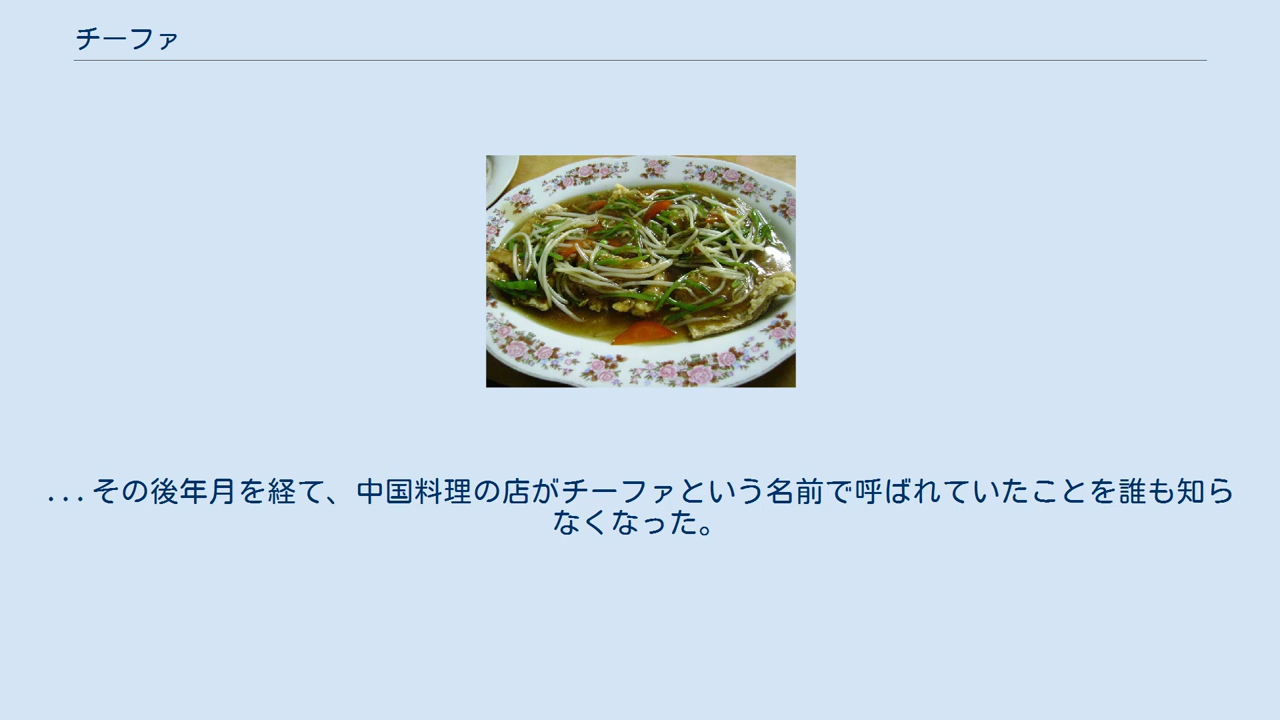 チーファ
...その後年月を経て、中国料理の店がチーファという名前で呼ばれていたことを誰も知ら
なくなった。